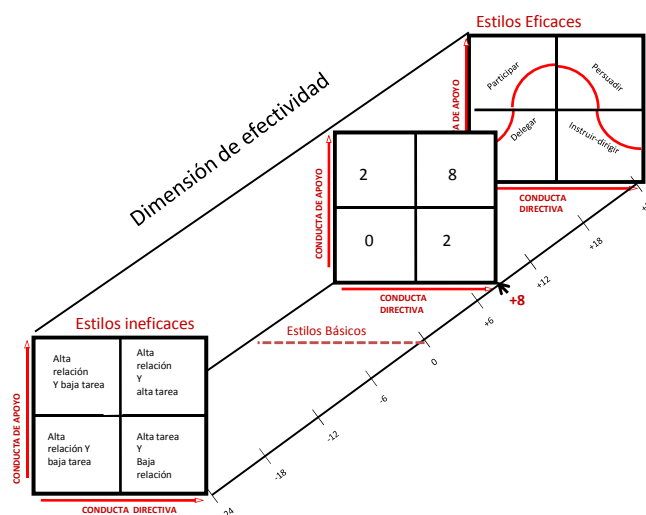 Estilos Eficaces
Participar
Persuadir
Delegar
Instruir-dirigir
DA DE APOYO
CONDUCTA
DIRECTIVA
Dimensión de efectividad
2 8
0 2
CONDUCTA DE APOYO
CONDUCTA
DIRECTIVA
+18
+12
+8
+6
0
-6
-12
-18
24
Estilos Básicos
Estilos ineficaces
Alta
relación
Y baja tarea
Alta
relación
Y
alta tarea
Alta
relación Y
baja tarea
Alta tarea
Y
Baja
relación
CONDUCTA DE APOYO
CONDUCTA DIRECTIVA